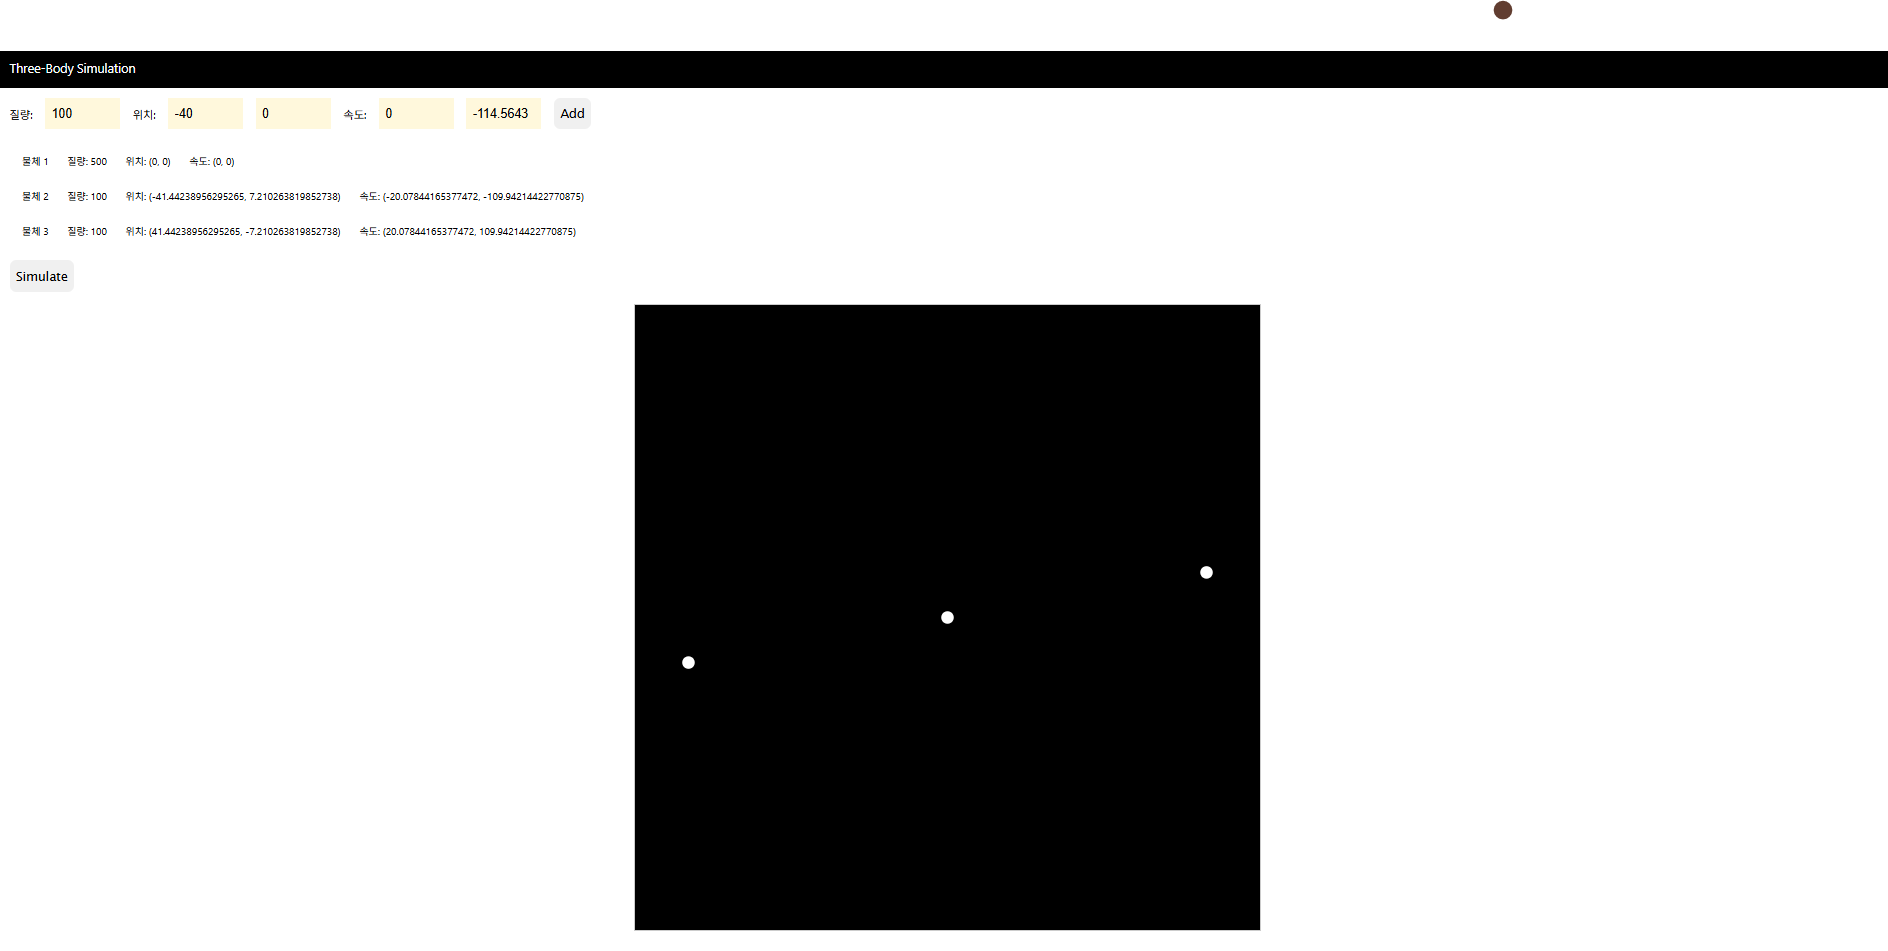 Three-Body Simulation
질량: 100 위치: -40 0 속도: 0 -114.5643 Add
물체 1 질량: 500 위치: (0, 0) 속도: (0, 0)
물체 2 질량: 100 위치: (-41.44238956295265, 7.210263819852738) 속도: (-20.07844165377472, -109.94214422770875)
물체 3 질량: 100 위치: (41.44238956295265, -7.210263819852738) 속도: (20.07844165377472, 109.94214422770875)
Simulate